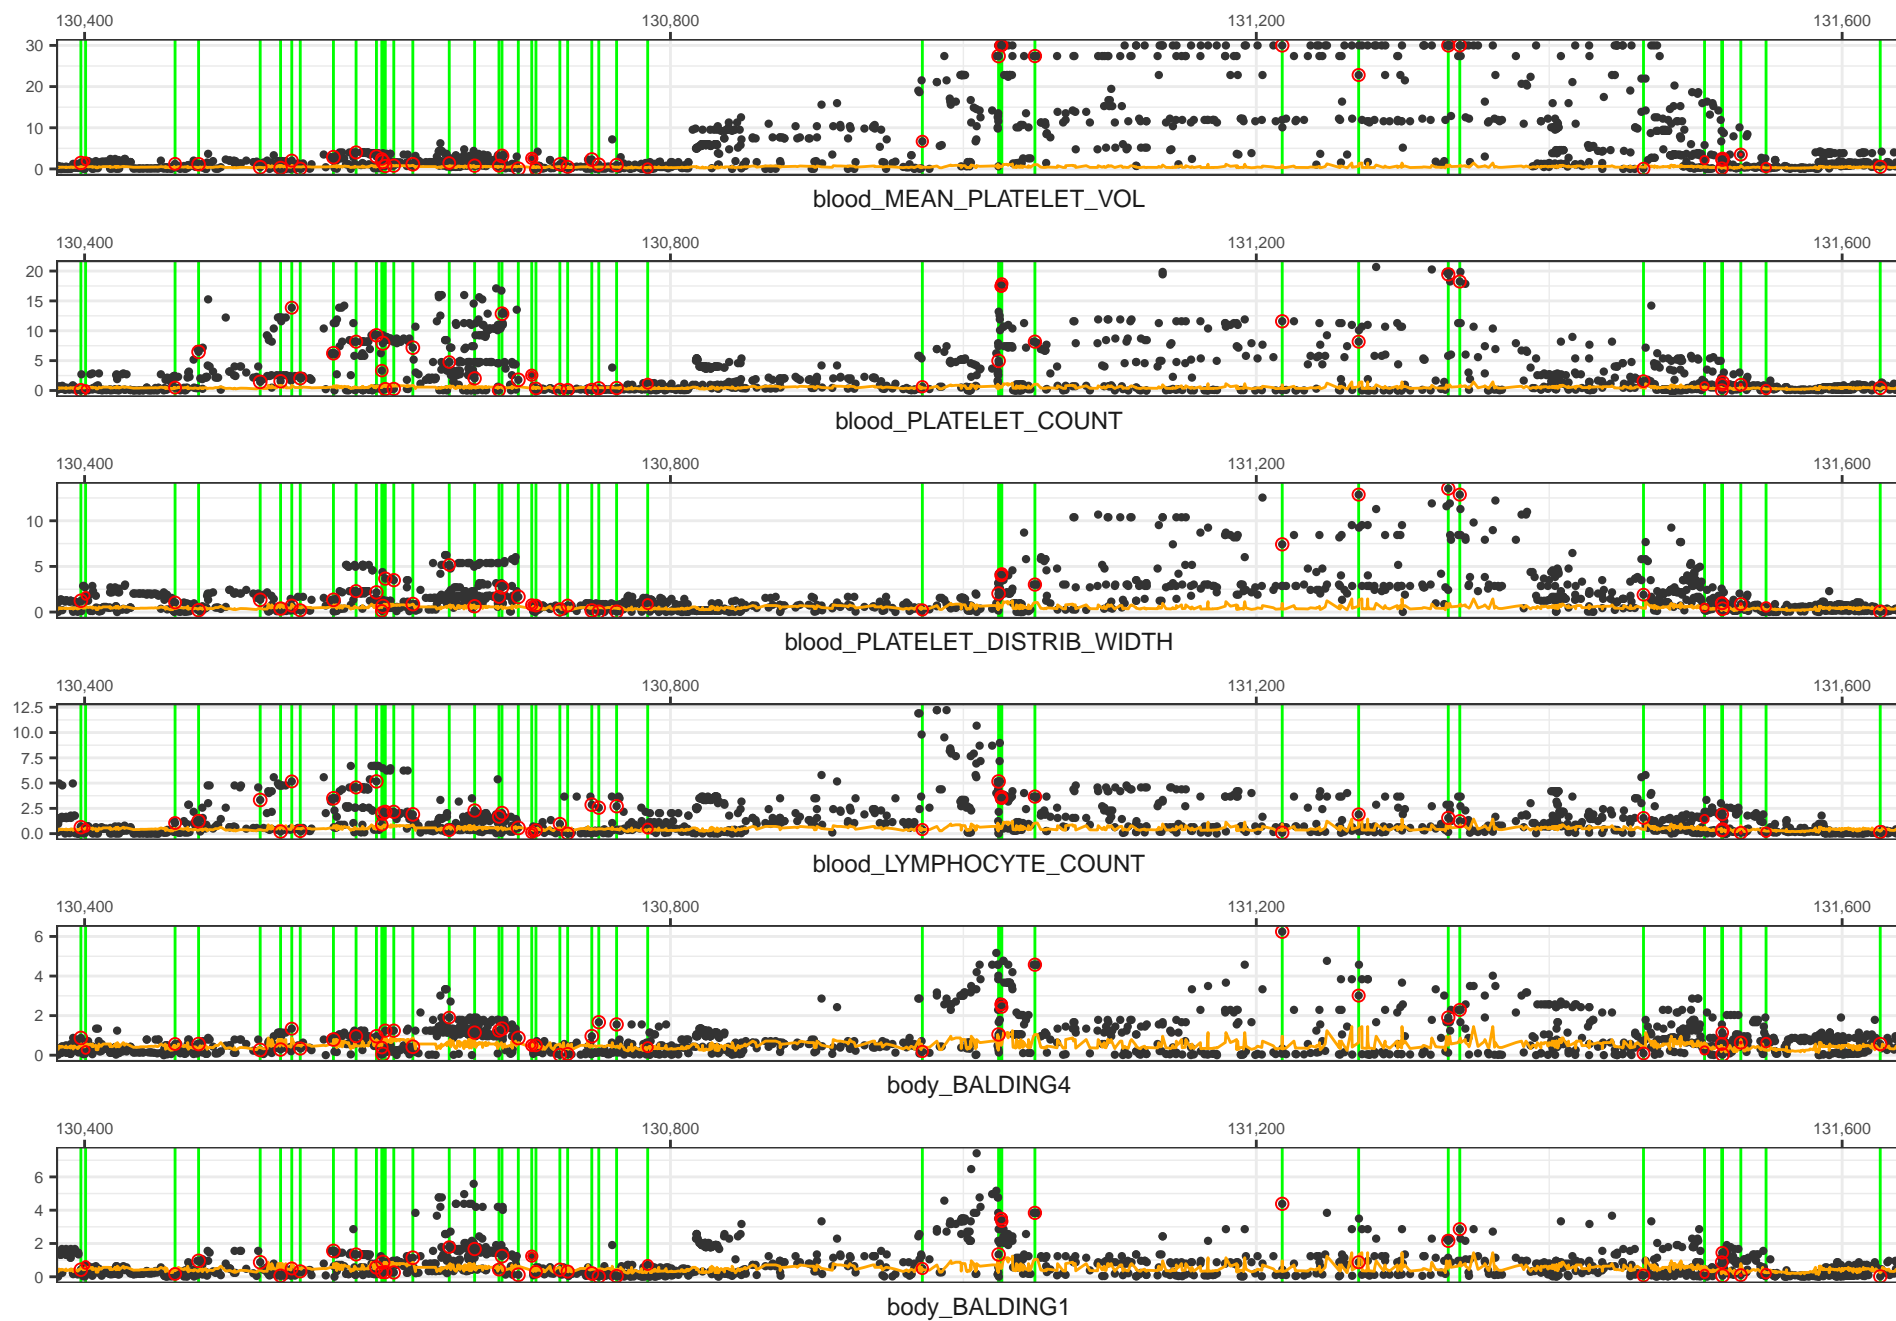 130,400 130,800 131,200 131,600
30
20
10
0
blood_MEAN_PLATELET_VOL
130,400 130,800 131,200 131,600
20
15
10
5
0
blood_PLATELET_COUNT
130,400 130,800 131,200 131,600
10
5
0
blood_PLATELET_DISTRIB_WIDTH
130,400 130,800 131,200 131,600
12.5
10.0
7.5
5.0
2.5
0.0
blood_LYMPHOCYTE_COUNT
130,400 130,800 131,200 131,600
6
4
2
0
body_BALDING4
130,400 130,800 131,200 131,600
6
4
2
0
body_BALDING1